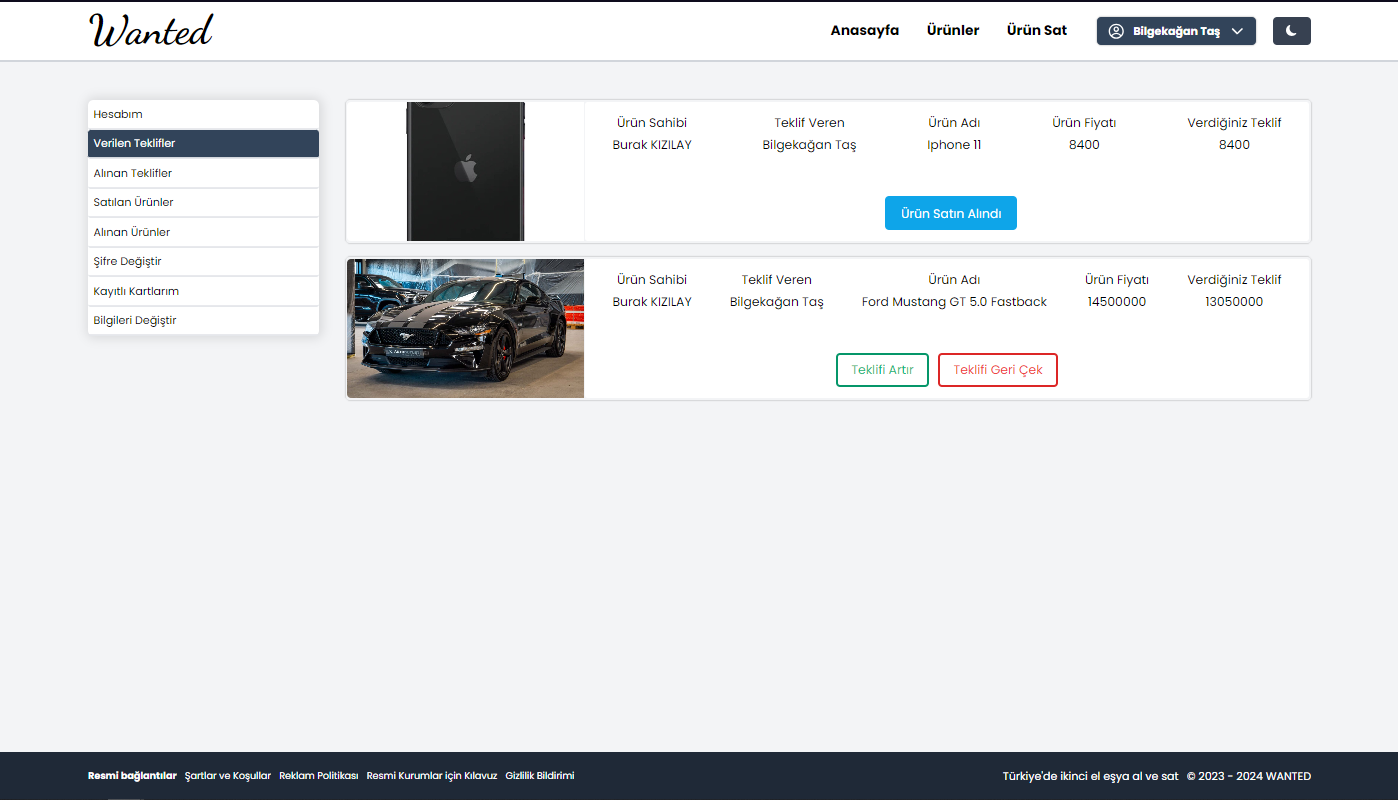 Wanted
Anasayfa Ürünler Ürün Sat Bilgekağan Taş
Hesabım
Verilen Teklifler
Alınan Teklifler
Satılan Ürünler
Alınan Ürünler
Şifre Değiştir
Kayıtlı Kartlarım
Bilgileri Değiştir
Ürün Sahibi Teklif Veren Ürün Adı Ürün Fiyatı Verdiğiniz Teklif
Burak KIZILAY Bilgekağan Taş Iphone 11 8400 8400
Ürün Satın Alındı
Ürün Sahibi Teklif Veren Ürün Adı Ürün Fiyatı Verdiğiniz Teklif
Burak KIZILAY Bilgekağan Taş Ford Mustang GT 5.0 Fastback 14500000 13050000
Teklifi Artır Teklifi Geri Çek
Resmi bağlantılar Şartlar ve Koşullar Reklam Politikası Resmi Kurumlar için Kılavuz Gizlilik Bildirimi
Türkiye'de ikinci el eşya al ve sat © 2023 - 2024 WANTED